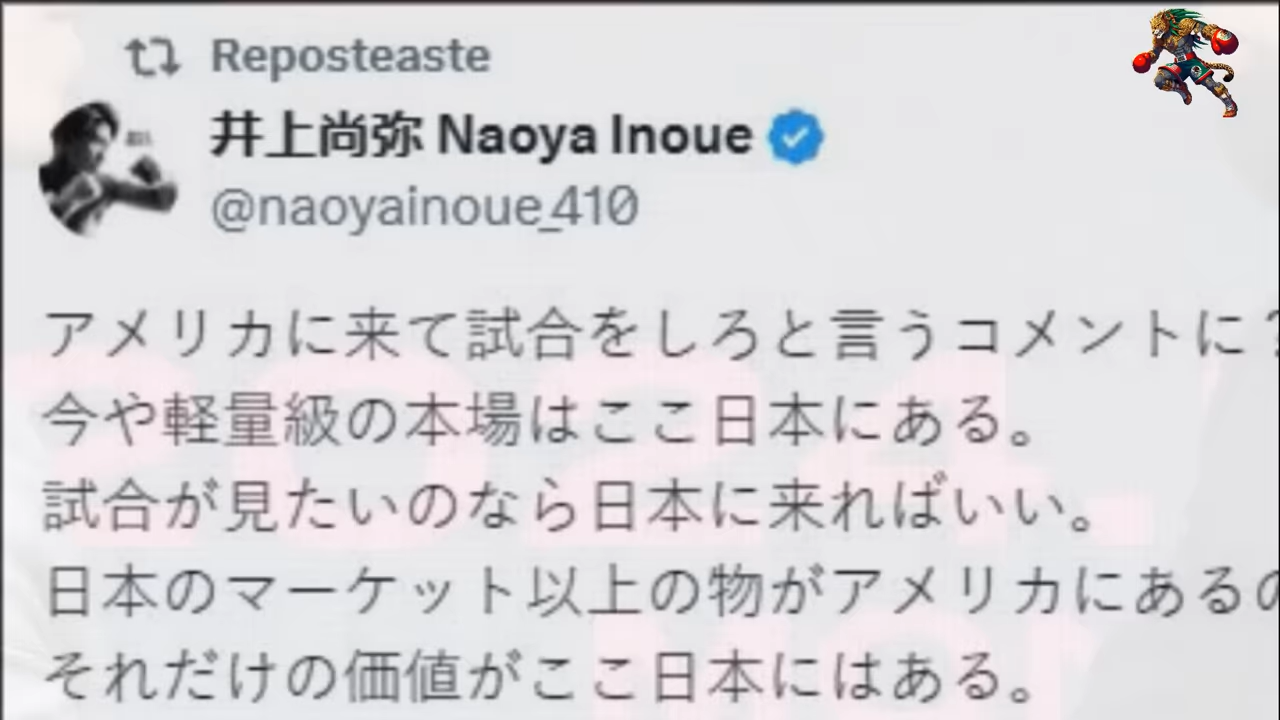 Reposteaste
井上尚弥 Naoya Inoue
@naoyainoue_410
アメリカに来て試合をしろと言うコメントに?
今や軽量級の本場はここ日本にある。
試合が見たいのなら日本に来ればいい。
日本のマーケット以上の物がアメリカにあるの
それだけの価値がここ日本にはある。